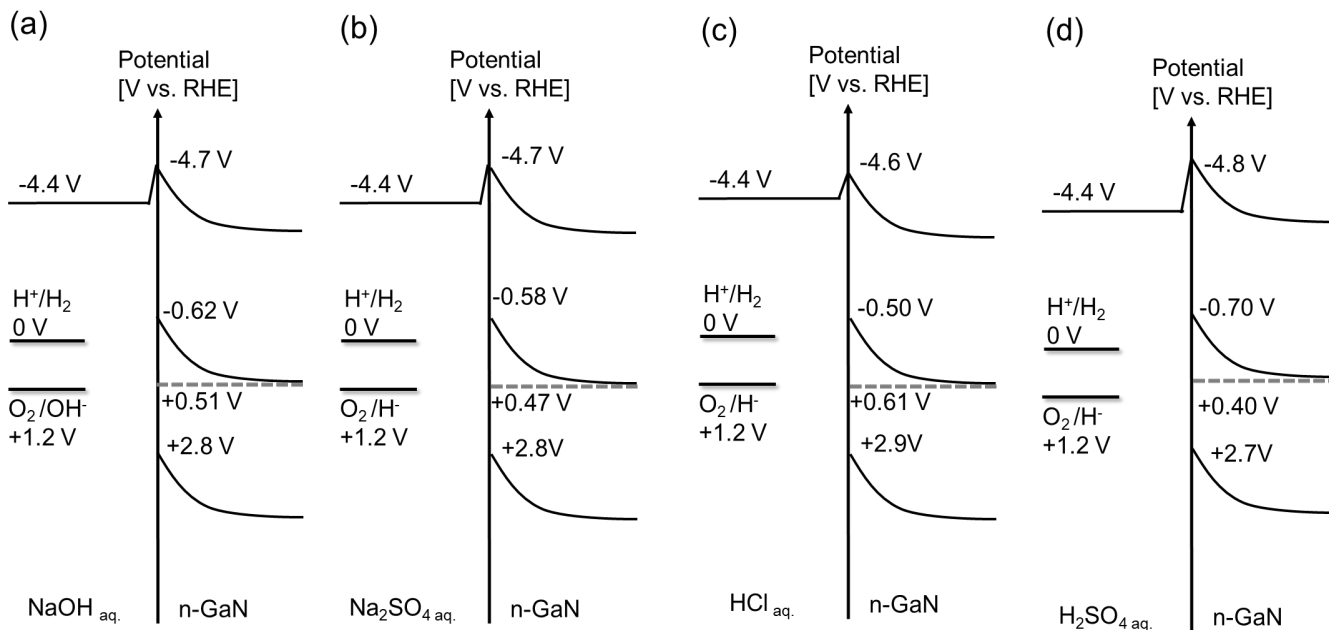 (a)
Potential
[V vs. RHE]
-4.7 V
-4.4 V
H⁺/H₂
0 V
-0.62 V
O₂/OH⁻
+1.2 V
+0.51 V
+2.8 V
NaOH aq.
n-GaN
(b)
Potential
[V vs. RHE]
-4.7 V
-4.4 V
H⁺/H₂
0 V
-0.58 V
O₂/H⁻
+1.2 V
+0.47 V
+2.8V
Na₂SO₄ aq.
n-GaN
(c)
Potential
[V vs. RHE]
-4.6 V
-4.4 V
H⁺/H₂
0 V
-0.50 V
O₂/H⁻
+1.2 V
+0.61 V
+2.9V
HCl aq.
n-GaN
(d)
Potential
[V vs. RHE]
-4.8 V
-4.4 V
H⁺/H₂
0 V
-0.70 V
O₂/H⁻
+1.2 V
+0.40 V
+2.7V
H₂SO₄ aq.
n-GaN